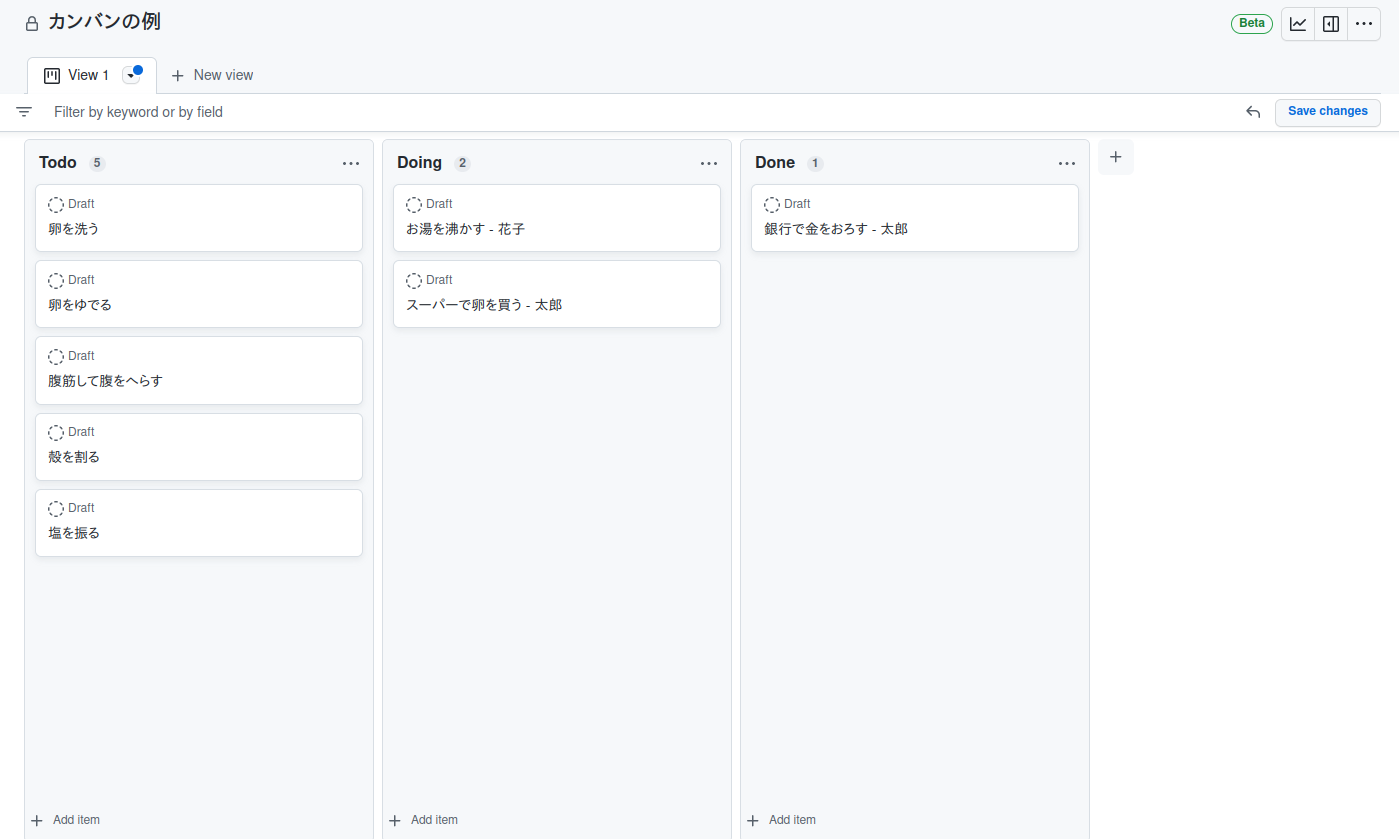 カンバンの例
Beta
View 1
New view
Filter by keyword or by field
Save changes
Todo 5
Draft
卵を洗う
Draft
卵をゆでる
Draft
腹筋して腹をへらす
Draft
殻を割る
Draft
塩を振る
Add item
Doing 2
Draft
お湯を沸かす - 花子
Draft
スーパーで卵を買う - 太郎
Add item
Done 1
Draft
銀行で金をおろす - 太郎
Add item